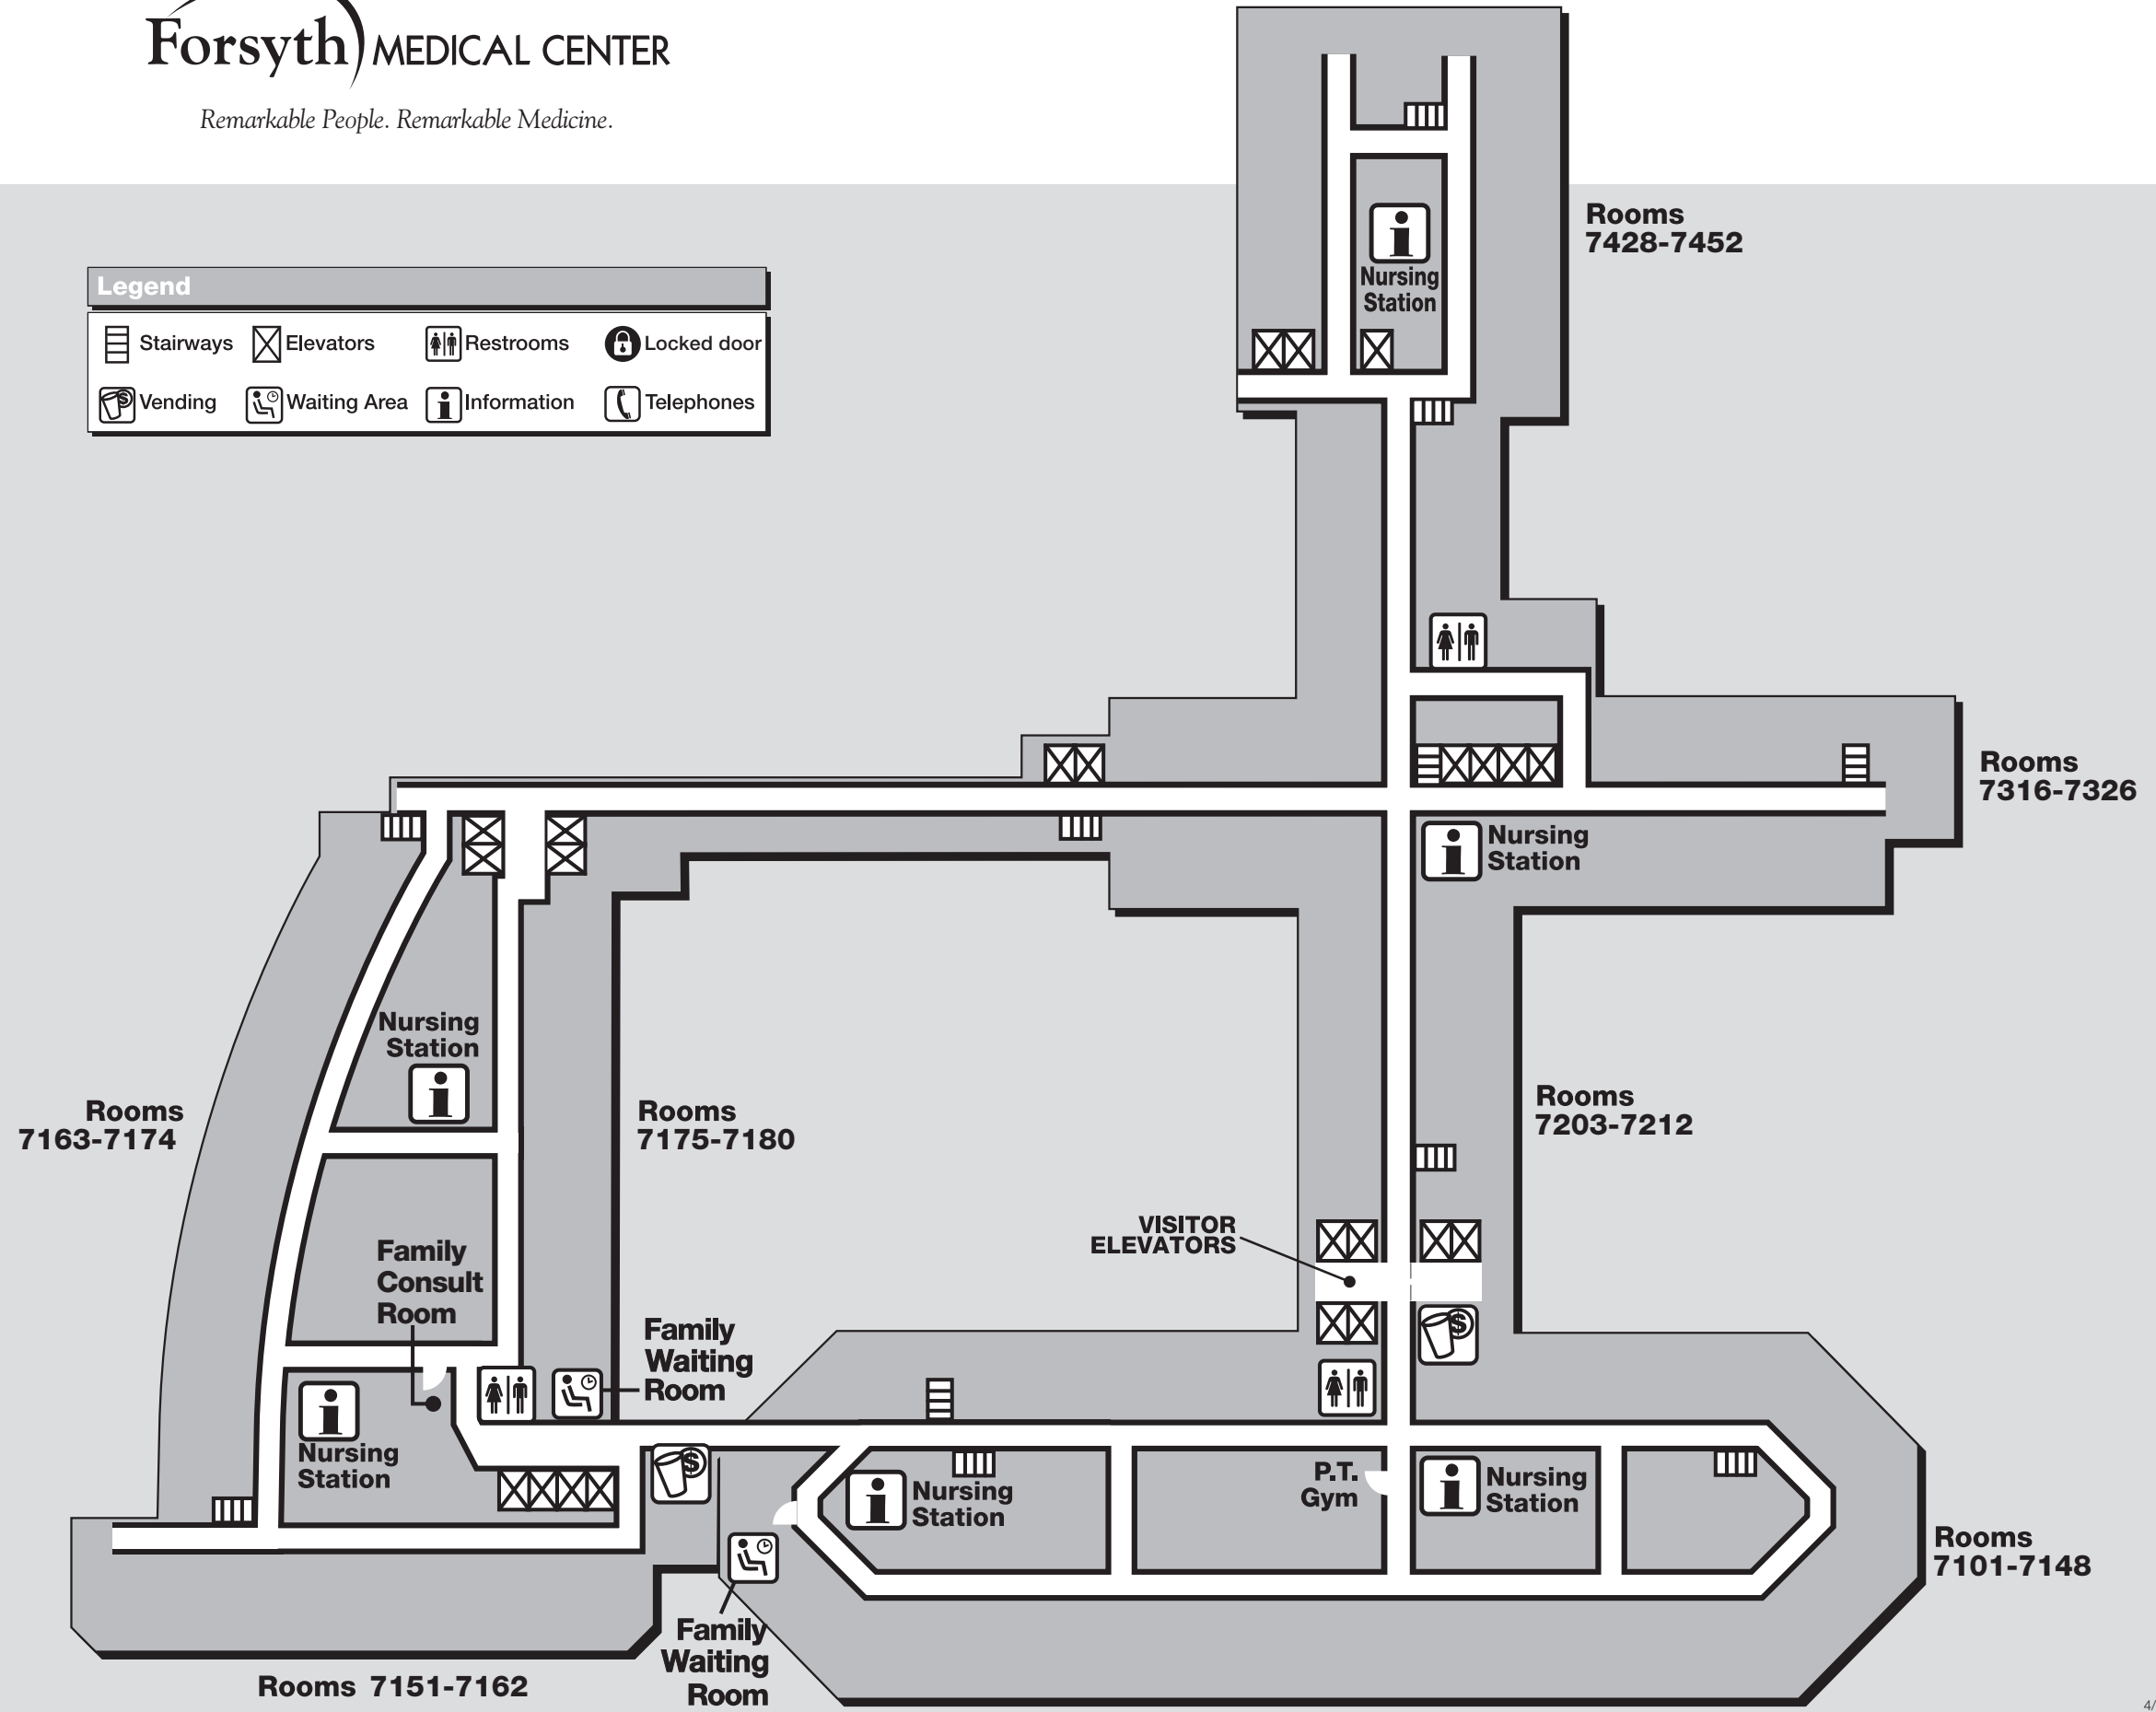 Forsyth MEDICAL CENTER
Remarkable People. Remarkable Medicine.
Rooms
7428-7452
Nursing
Station
Legend
Stairways
Elevators
Restrooms
Locked door
Vending
Waiting Area
Information
Telephones
Rooms
7316-7326
Nursing
Station
Nursing
Station
Rooms
7163-7174
Rooms
7175-7180
Rooms
7203-7212
VISITOR
ELEVATORS
Family
Consult
Room
Family
Waiting
Room
Nursing
Station
Nursing
Station
P.T.
Gym
Nursing
Station
Rooms
7101-7148
Family
Waiting
Room
Rooms 7151-7162
4/